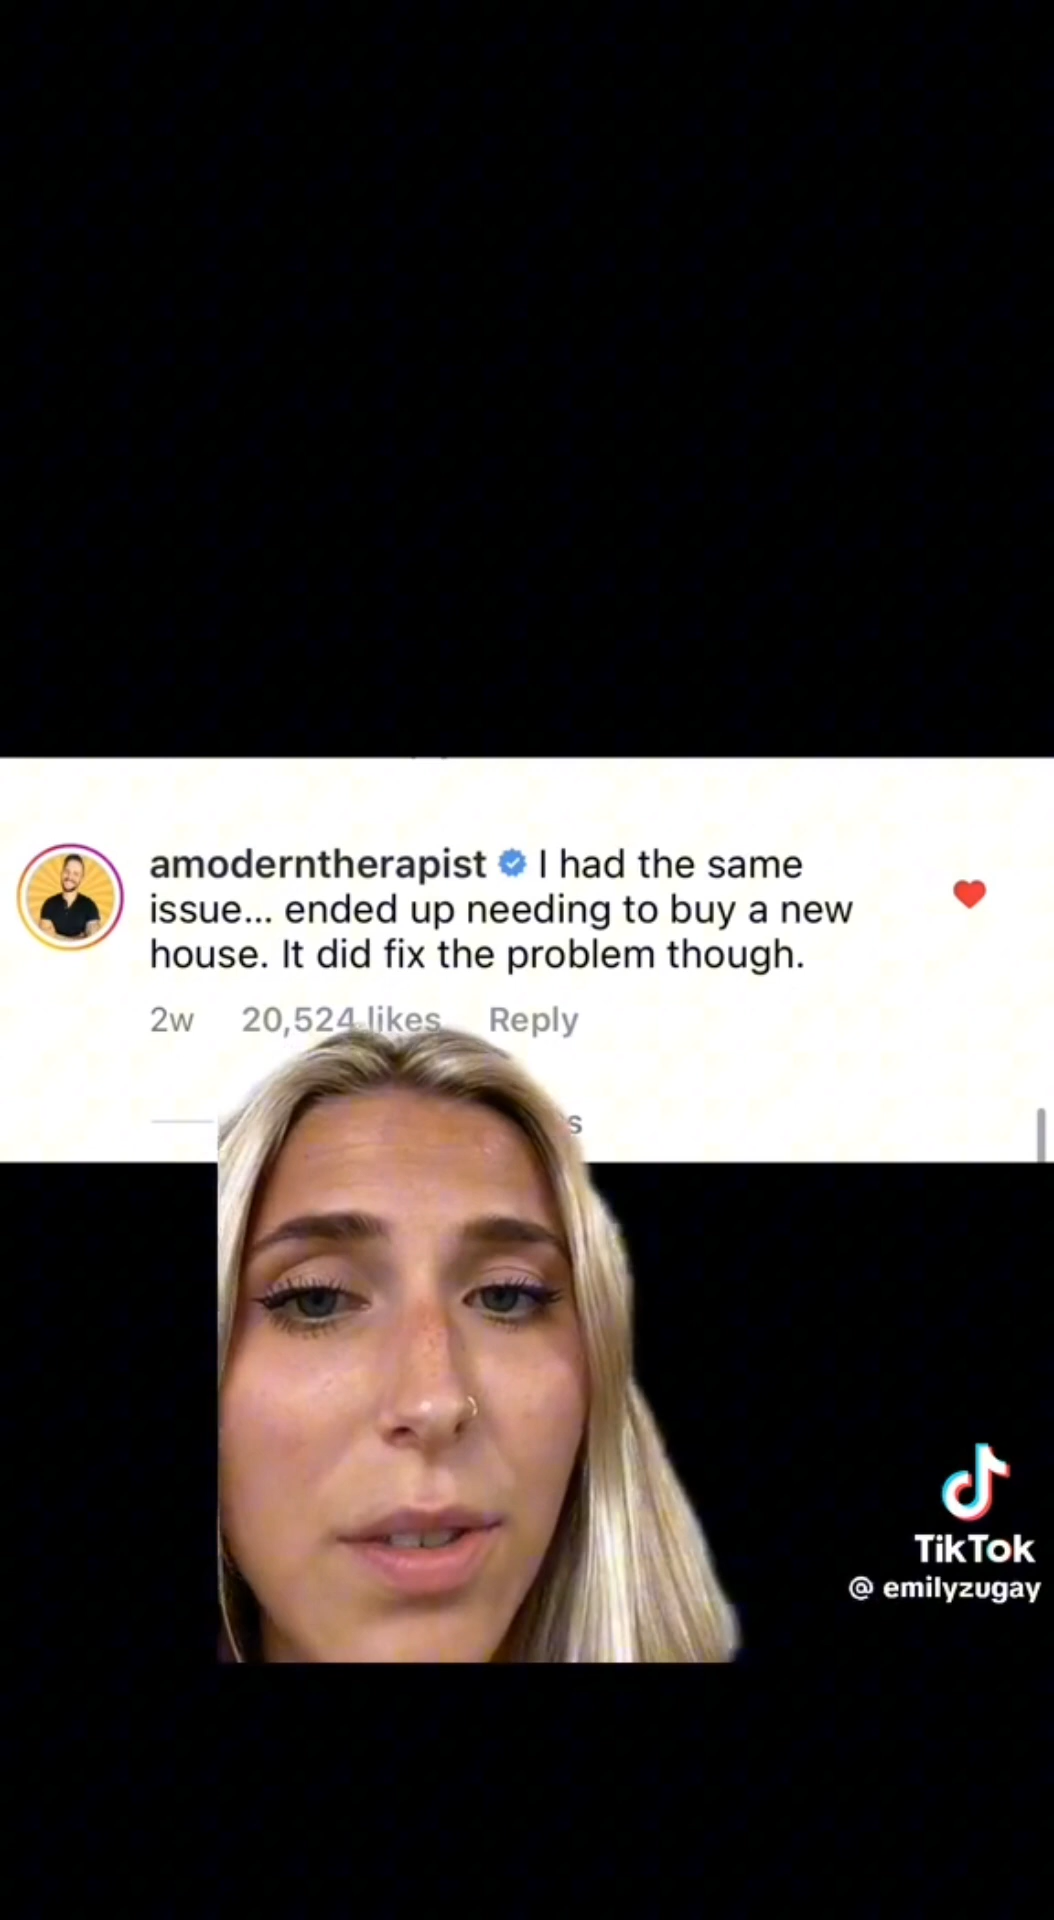 amoderntherapist I had the same
issue... ended up needing to buy a new
house. It did fix the problem though.
2w 20,524 likes Reply
TikTok
@ emilyzugay